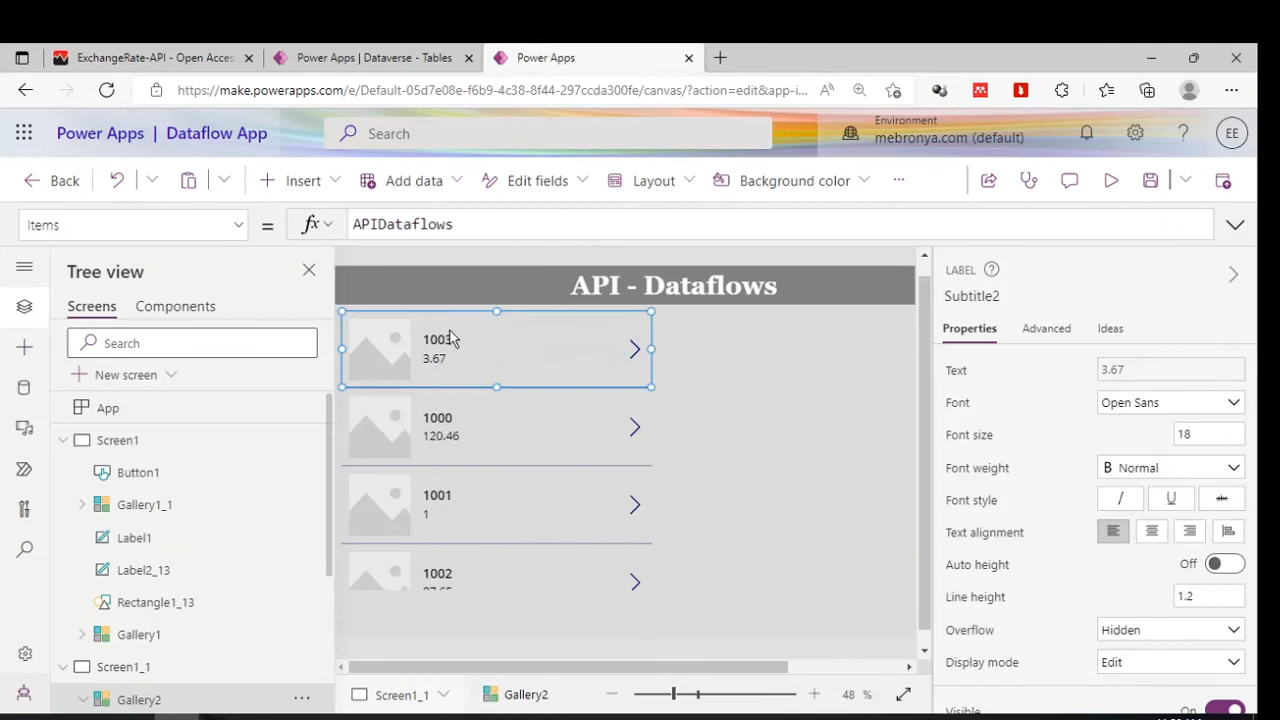 ExchangeRate-API - Open Acces
Power Apps | Dataverse - Tables
Power Apps
https://make.powerapps.com/e/Default-05d7e08e-f6b9-4c38-8f44-297ccda300fe/canvas/?action=edit&app-i...
Power Apps | Dataflow App
Search
Environment
mebronya.com (default)
EE
Back
Insert
Add data
Edit fields
Layout
Background color
Items
=
fx
APIDataflows
Tree view
Screens
Components
Search
New screen
App
Screen1
Button1
Gallery1_1
Label1
Label2_13
Rectangle1_13
Gallery1
Screen1_1
Gallery2
API - Dataflows
1003
3.67
1000
120.46
1001
1
1002
Screen1_1
Gallery2
48 %
LABEL
Subtitle2
Properties
Advanced
Ideas
Text
3.67
Font
Open Sans
Font size
18
Font weight
B Normal
Font style
/ U abc
Text alignment
Auto height
Off
Line height
1.2
Overflow
Hidden
Display mode
Edit
Visible
On